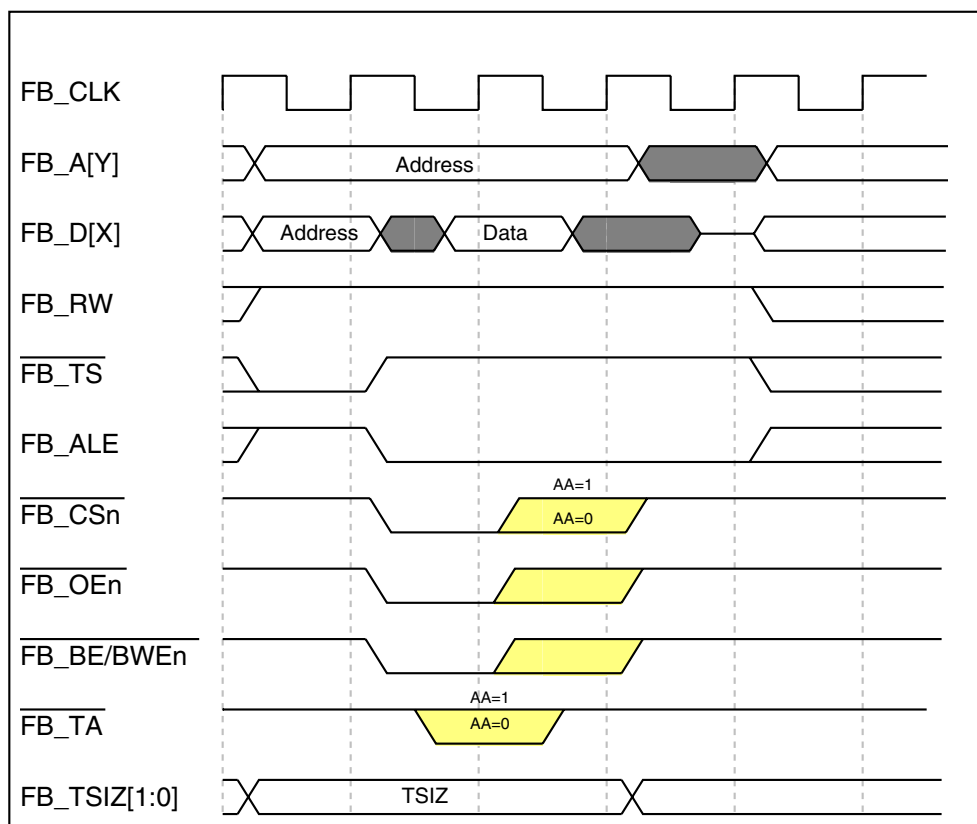 FB_CLK
FB_A[Y]
Address
FB_D[X]
Address
Data
FB_RW
FB_TS
FB_ALE
AA=1
FB_CSn
AA=0
FB_OEn
FB_BE/BWEn
AA=1
FB_TA
AA=0
FB_TSIZ[1:0]
TSIZ